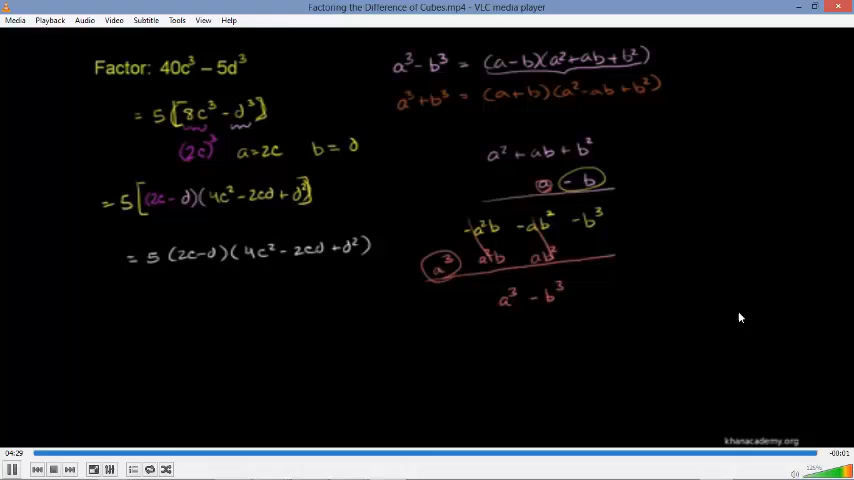 Factoring the Difference of Cubes.mp4 - VLC media player
Media Playback Audio Video Subtitle Tools View Help
Factor: 40c³ – 5d³
= 5[8c³ - d³]
(2c)³ a=2c b=d
= 5[(2c-d)(4c² - 2cd + d²)]
= 5(2c-d)(4c² - 2cd + d²)
a³ - b³ = (a-b)(a²+ab+b²)
a³+b³ = (a+b)(a²-ab+b²)
a² + ab + b²
a - b
-a²b -ab² -b³
a³ a²b ab²
a³ - b³
khanacademy.org
04:29 -00:01
125%